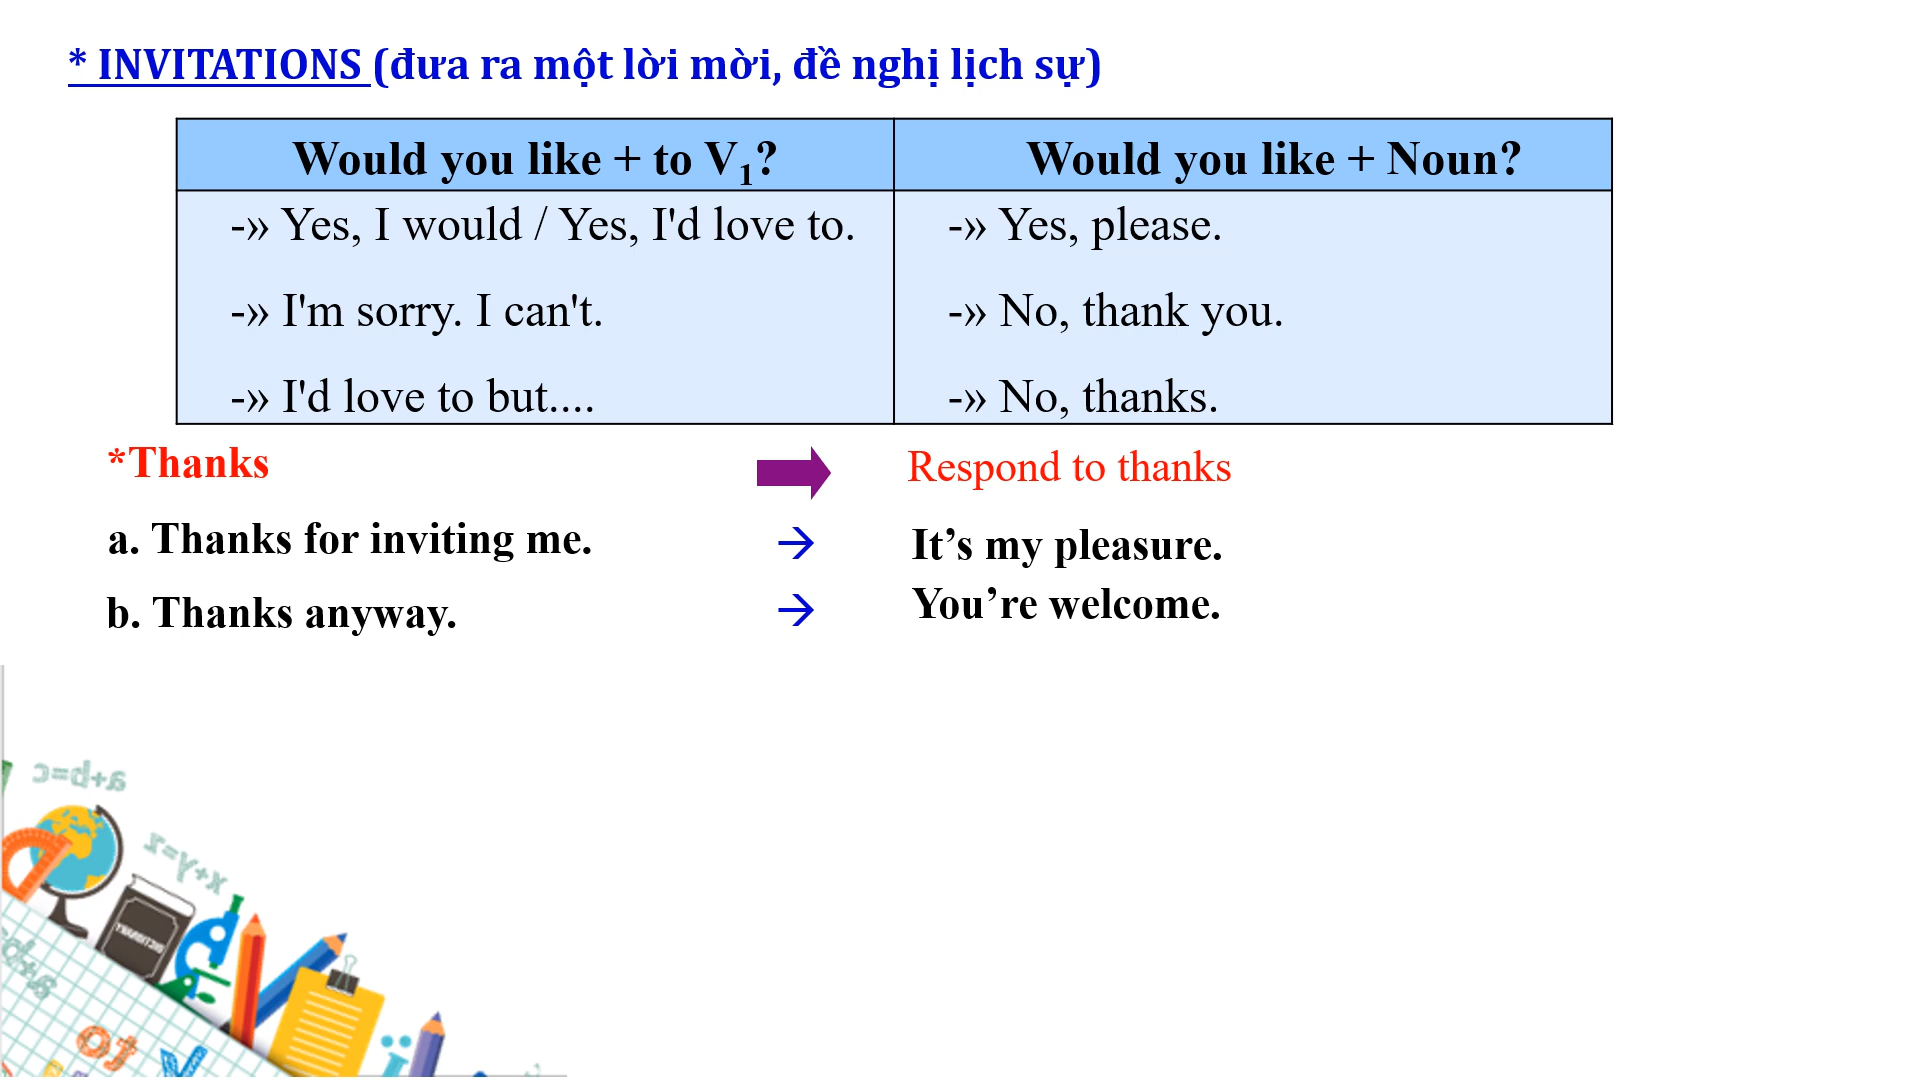 * INVITATIONS (đưa ra một lời mời, đề nghị lịch sự)
Would you like + to V₁? Would you like + Noun?
-» Yes, I would / Yes, I'd love to. -» Yes, please.
-» I'm sorry. I can't. -» No, thank you.
-» I'd love to but.... -» No, thanks.
*Thanks Respond to thanks
a. Thanks for inviting me. → It’s my pleasure.
b. Thanks anyway. → You’re welcome.
a+b=c
x+y=z
DICTIONARY